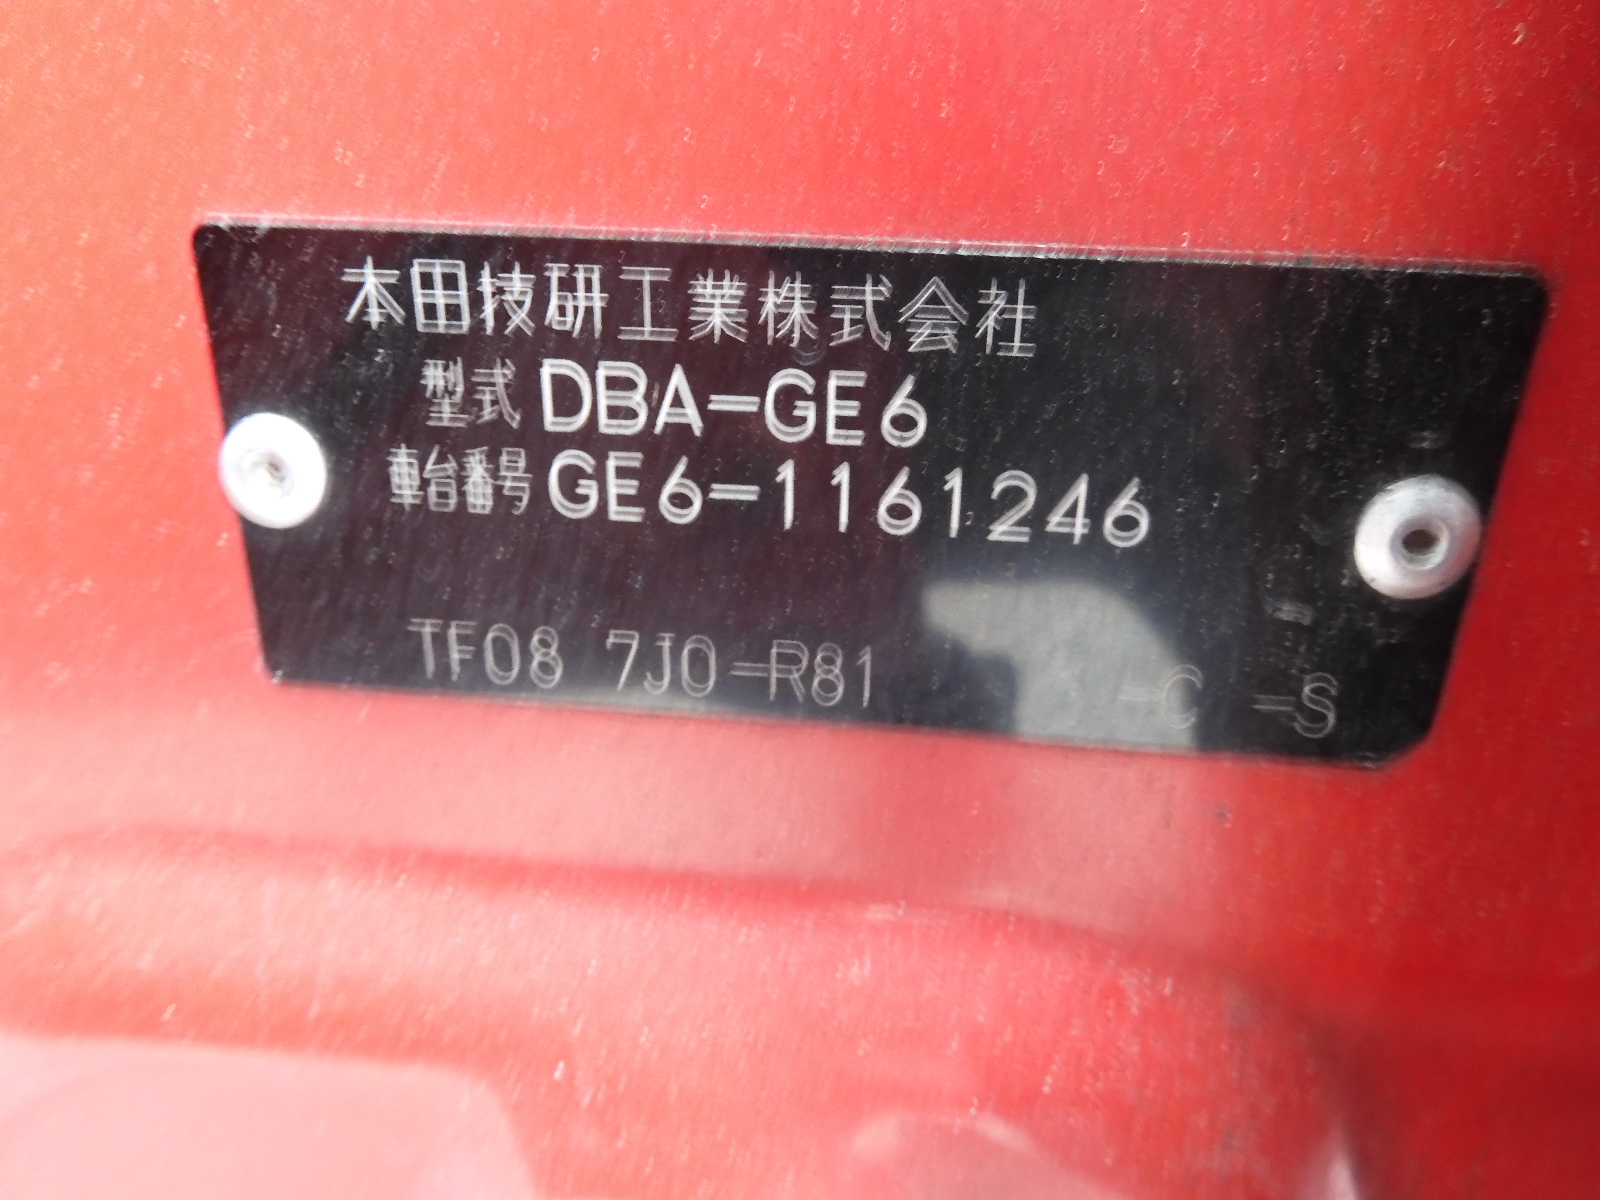 本田技研工業株式会社
型式 DBA-GE6
車台番号 GE6-1161246
TF08 7J0-R81 -C -S